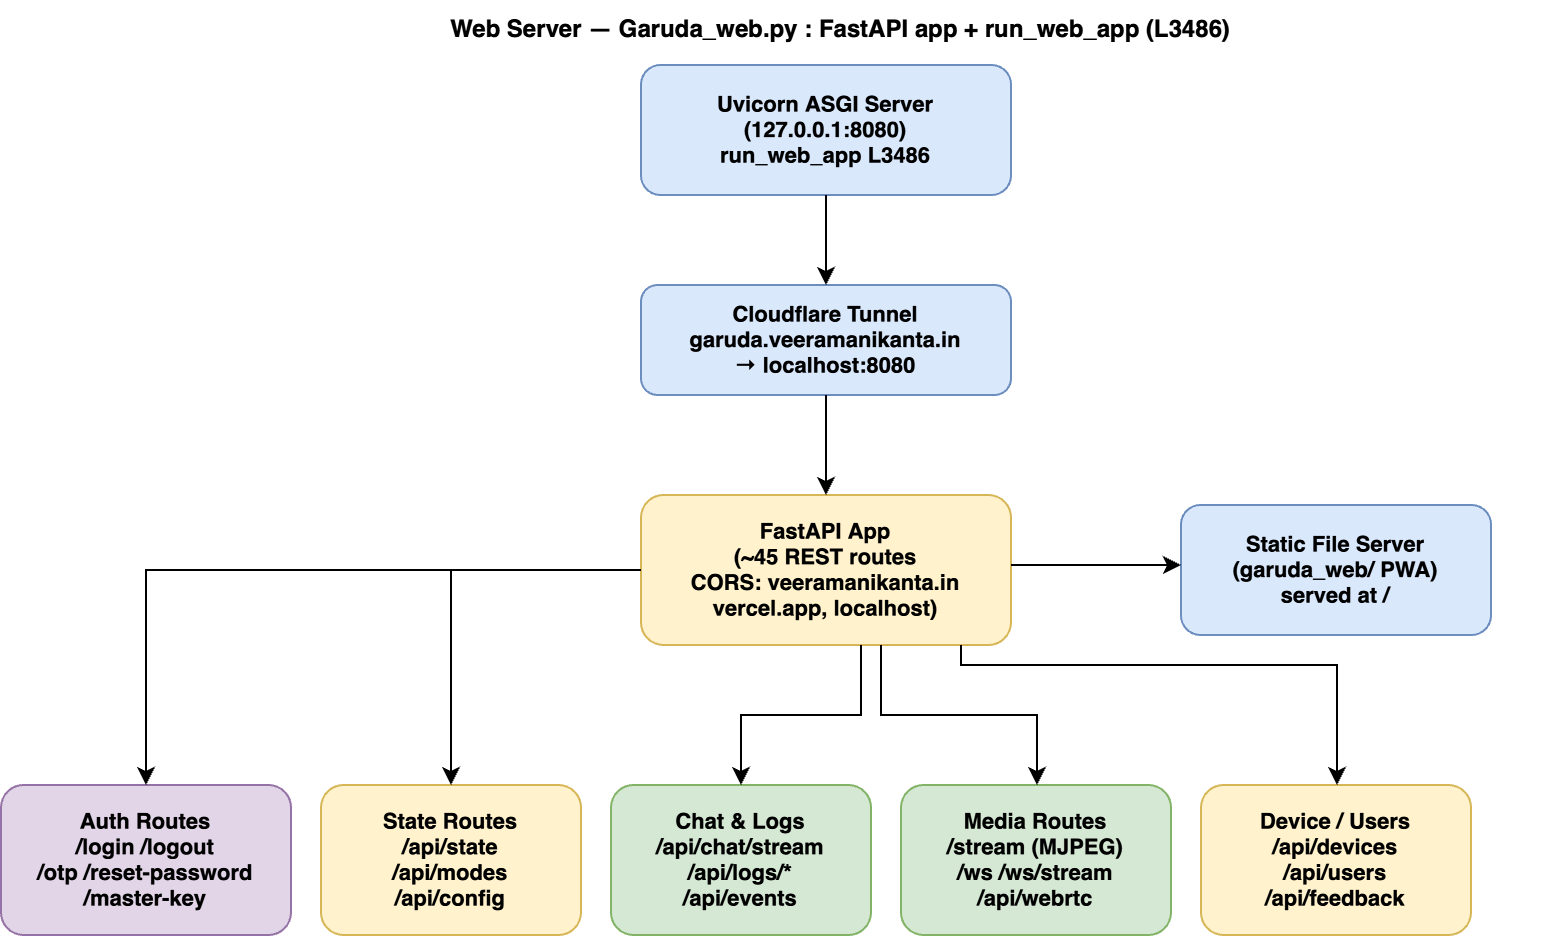 Web Server — Garuda_web.py : FastAPI app + run_web_app (L3486)
Uvicorn ASGI Server
(127.0.0.1:8080)
run_web_app L3486
Cloudflare Tunnel
garuda.veeramanikanta.in
→ localhost:8080
FastAPI App
(~45 REST routes
CORS: veeramanikanta.in
vercel.app, localhost)
Static File Server
(garuda_web/ PWA)
served at /
Auth Routes
/login /logout
/otp /reset-password
/master-key
State Routes
/api/state
/api/modes
/api/config
Chat & Logs
/api/chat/stream
/api/logs/*
/api/events
Media Routes
/stream (MJPEG)
/ws /ws/stream
/api/webrtc
Device / Users
/api/devices
/api/users
/api/feedback